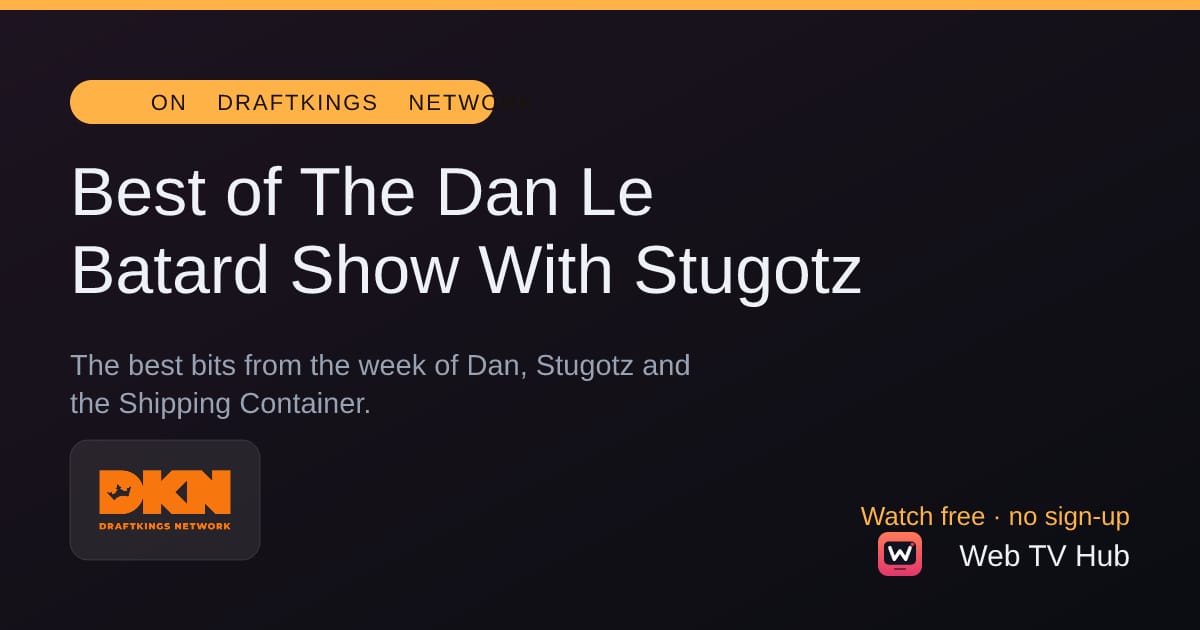 ON DRAFTKINGS NETWORK
Best of The Dan Le
Batard Show With Stugotz
The best bits from the week of Dan, Stugotz and
the Shipping Container.
DKN
DRAFTKINGS NETWORK
Watch free · no sign-up
W
Web TV Hub